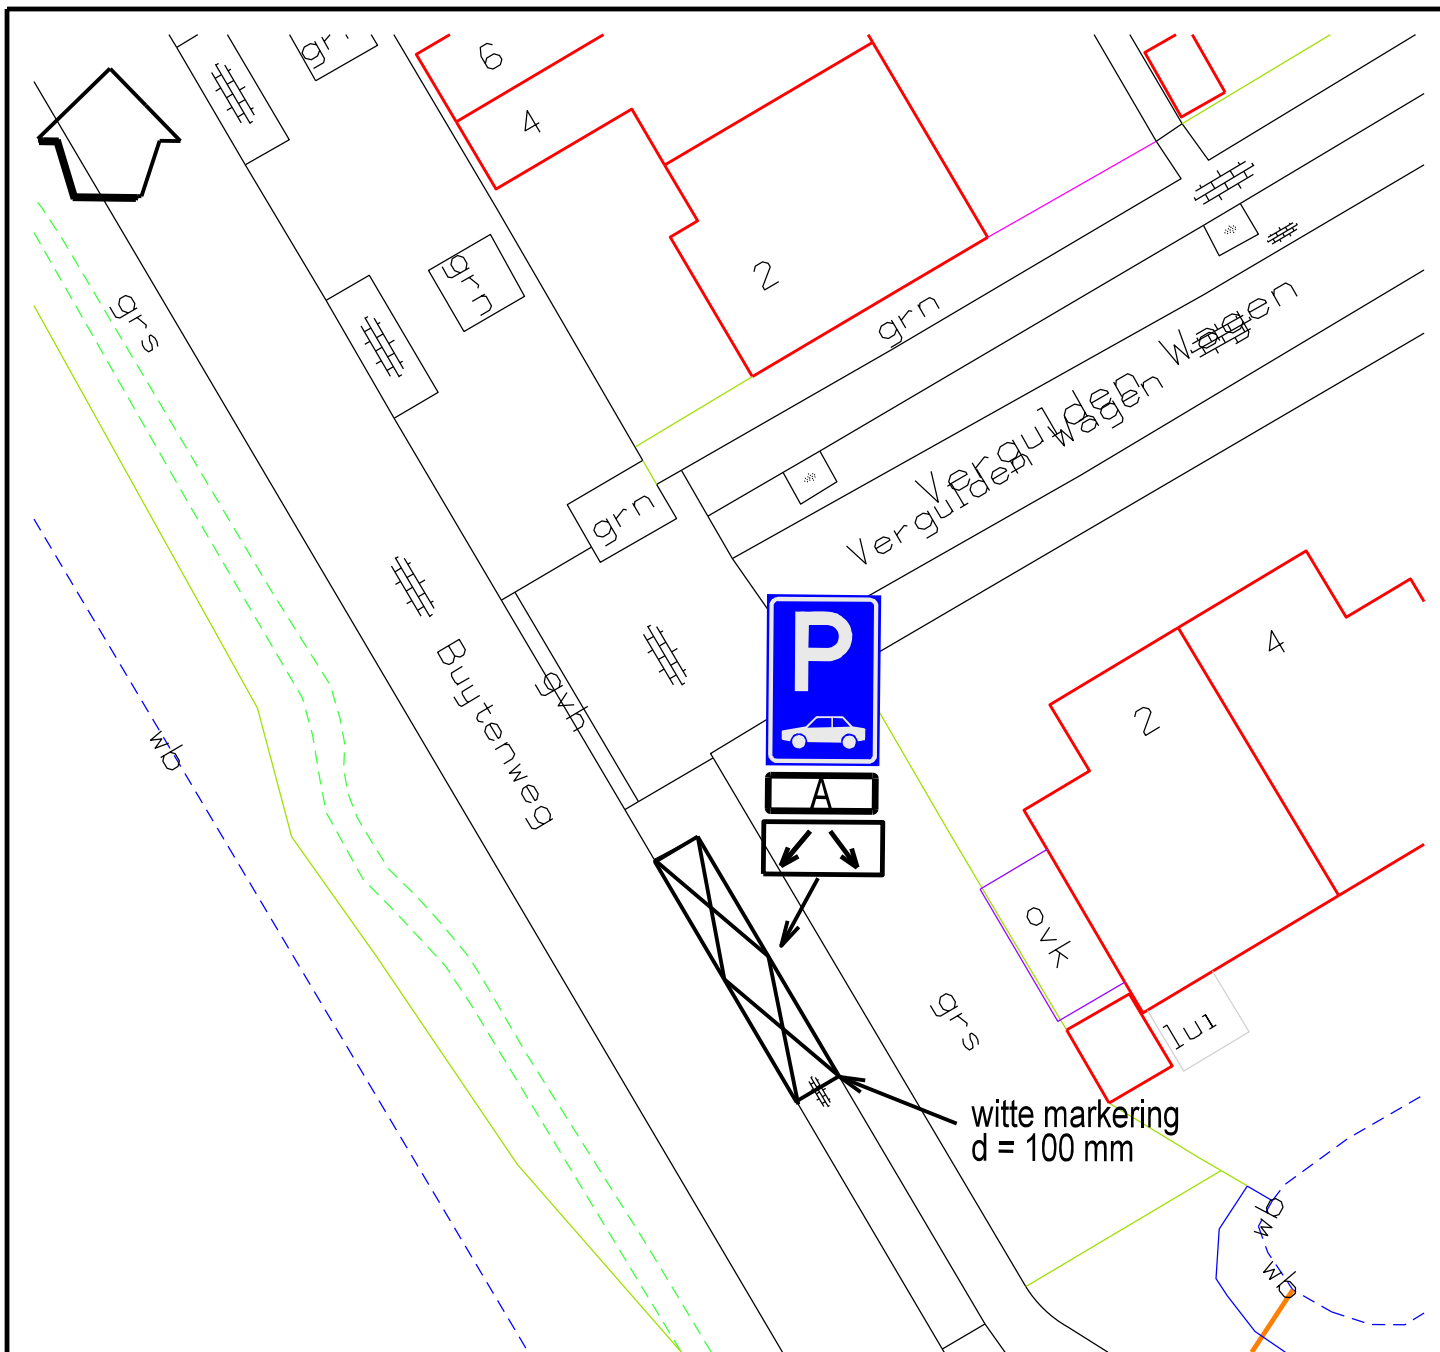 grn
6
4
2
grs
grn
grn
Vergulden Wagen
Vergulden Wagen
grn
gvh
Buytenweg
wb
P
A
2
4
ovk
grs
lui
witte markering
d = 100 mm
wb
wb